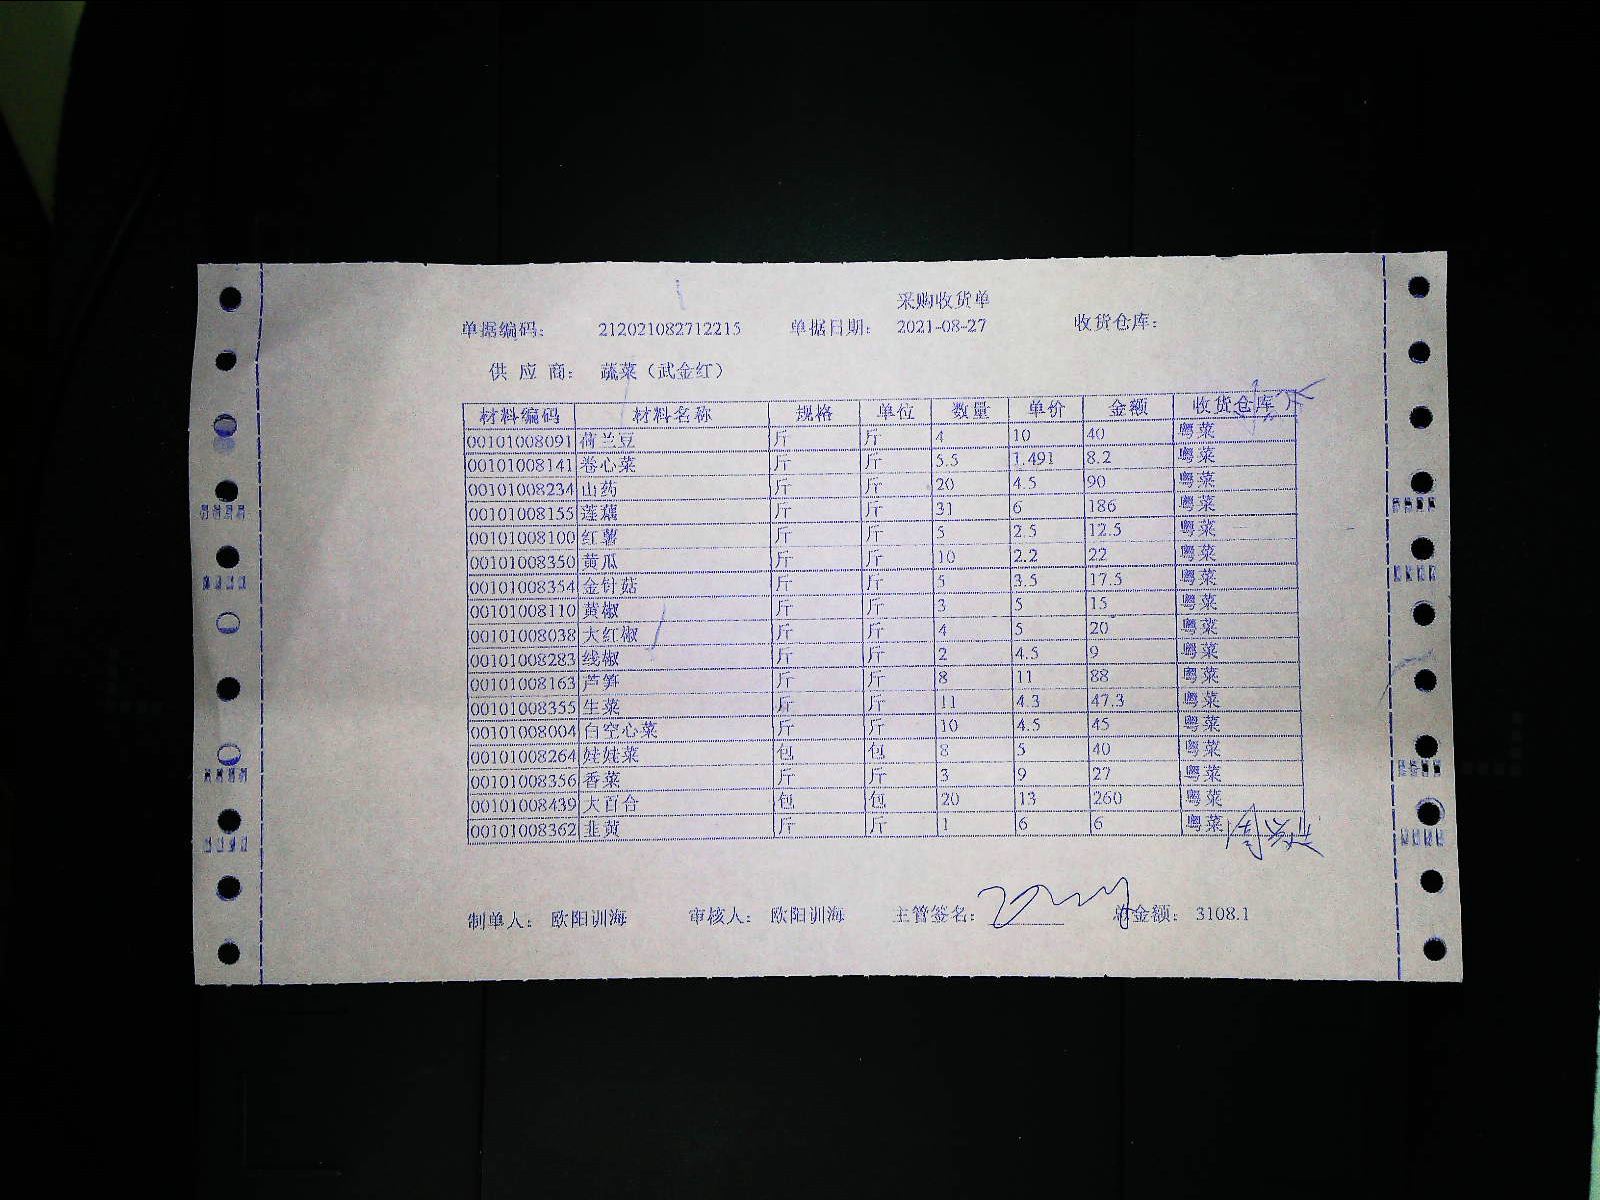 采购收货单
单据编码: 212021082712215 单据日期: 2021-08-27 收货仓库:
供 应 商: 蔬菜（武金红）
材料编码 材料名称 规格 单位 数量 单价 金额 收货仓库
00101008091 荷兰豆 斤 斤 4 10 40 粤菜
00101008141 卷心菜 斤 斤 5.5 1.491 8.2 粤菜
00101008234 山药 斤 斤 20 4.5 90 粤菜
00101008155 莲藕 斤 斤 31 6 186 粤菜
00101008100 红薯 斤 斤 5 2.5 12.5 粤菜
00101008350 黄瓜 斤 斤 10 2.2 22 粤菜
00101008354 金针菇 斤 斤 5 3.5 17.5 粤菜
00101008110 黄椒 斤 斤 3 5 15 粤菜
00101008038 大红椒 斤 斤 4 5 20 粤菜
00101008283 线椒 斤 斤 2 4.5 9 粤菜
00101008163 芦笋 斤 斤 8 11 88 粤菜
00101008355 生菜 斤 斤 11 4.3 47.3 粤菜
00101008004 白空心菜 斤 斤 10 4.5 45 粤菜
00101008264 娃娃菜 包 包 8 5 40 粤菜
00101008356 香菜 斤 斤 3 9 27 粤菜
00101008439 大百合 包 包 20 13 260 粤菜
00101008362 韭黄 斤 斤 1 6 6 粤菜
制单人: 欧阳训海 审核人: 欧阳训海 主管签名: 总金额: 3108.1